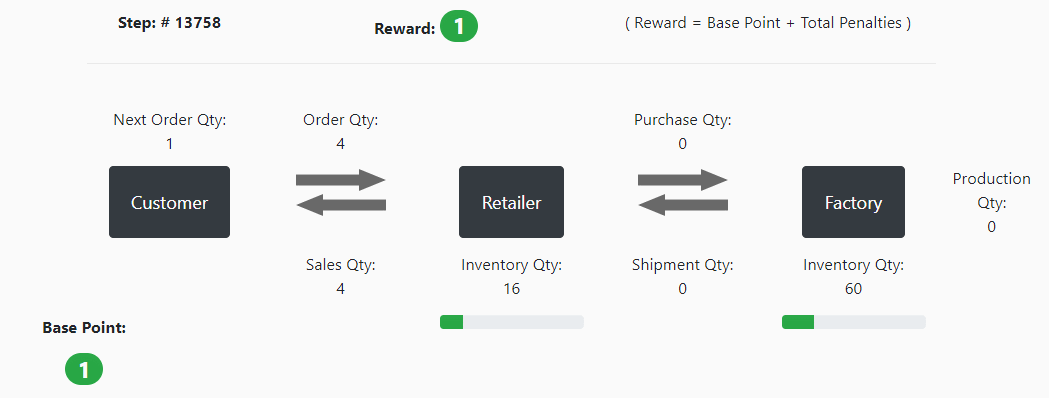 Step: # 13758
Reward: 1
( Reward = Base Point + Total Penalties )
Next Order Qty:
1
Order Qty:
4
Purchase Qty:
0
Customer
Retailer
Factory
Production
Qty:
0
Sales Qty:
4
Inventory Qty:
16
Shipment Qty:
0
Inventory Qty:
60
Base Point:
1